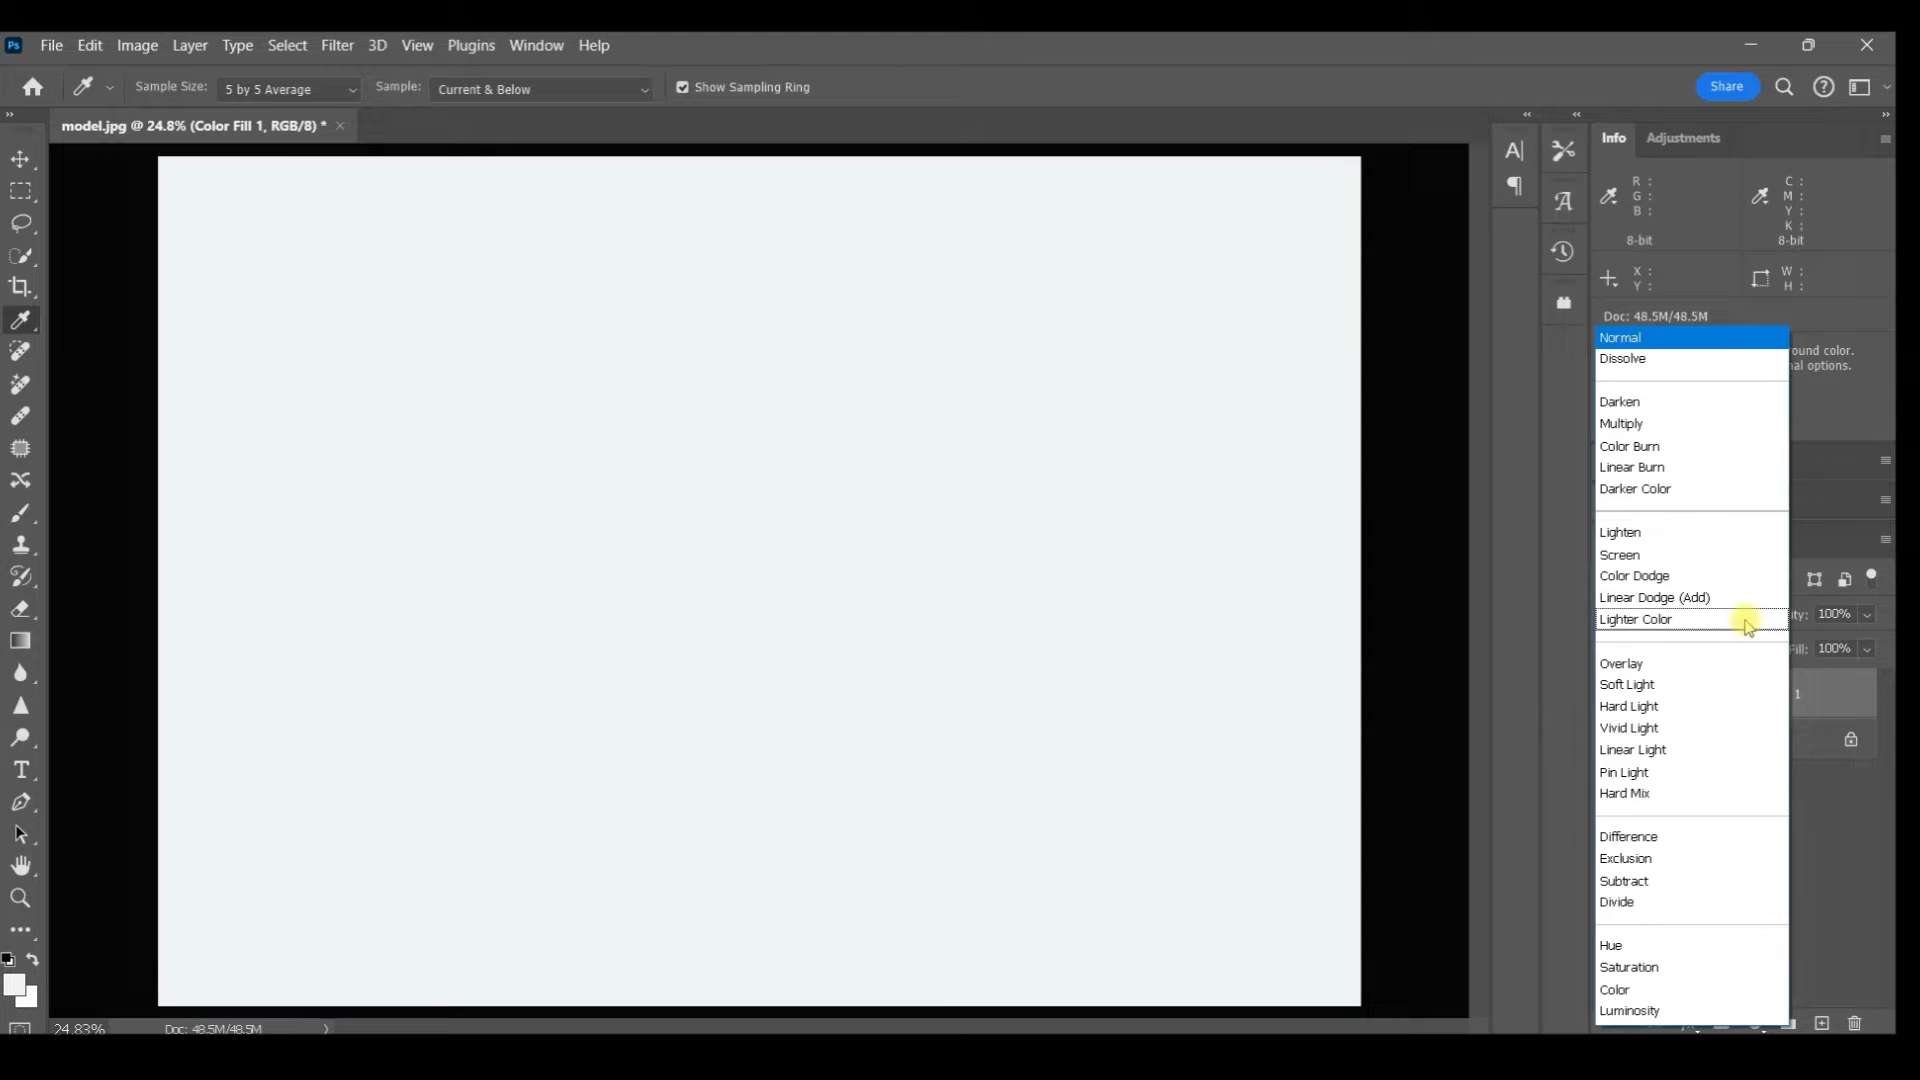 Ps File Edit Image Layer Type Select Filter 3D View Plugins Window Help
Sample Size: 5 by 5 Average Sample: Current & Below Show Sampling Ring Share
model.jpg @ 24.8% (Color Fill 1, RGB/8) *
Info Adjustments
R : C :
G : M :
B : Y :
K :
8-bit 8-bit
X : W :
Y : H :
Doc: 48.5M/48.5M
Normal
ound color.
Dissolve
nal options.
Darken
Multiply
Color Burn
Linear Burn
Darker Color
Lighten
Screen
Color Dodge
Linear Dodge (Add)
ity: 100%
Lighter Color
Fill: 100%
Overlay
Soft Light
1
Hard Light
Vivid Light
Linear Light
Pin Light
Hard Mix
Difference
Exclusion
Subtract
Divide
Hue
Saturation
Color
Luminosity
24.83% Doc: 48.5M/48.5M